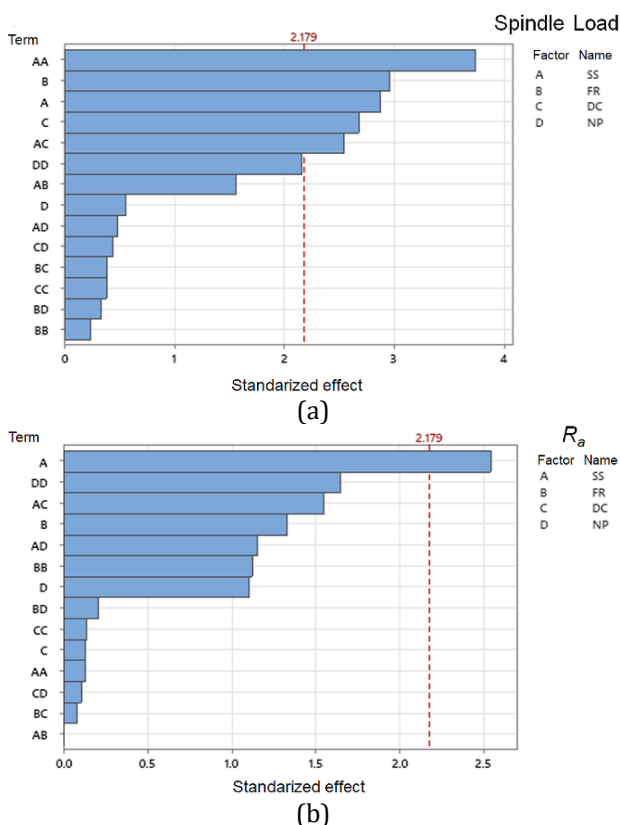 Spindle Load
Term
2.179
Factor Name
A SS
B FR
C DC
D NP
AA
B
A
C
AC
DD
AB
D
AD
CD
BC
CC
BD
BB
0 1 2 3 4
Standarized effect
(a)
Term
2.179
Ra
Factor Name
A SS
B FR
C DC
D NP
A
DD
AC
B
AD
BB
D
BD
CC
C
AA
CD
BC
AB
0.0 0.5 1.0 1.5 2.0 2.5
Standarized effect
(b)